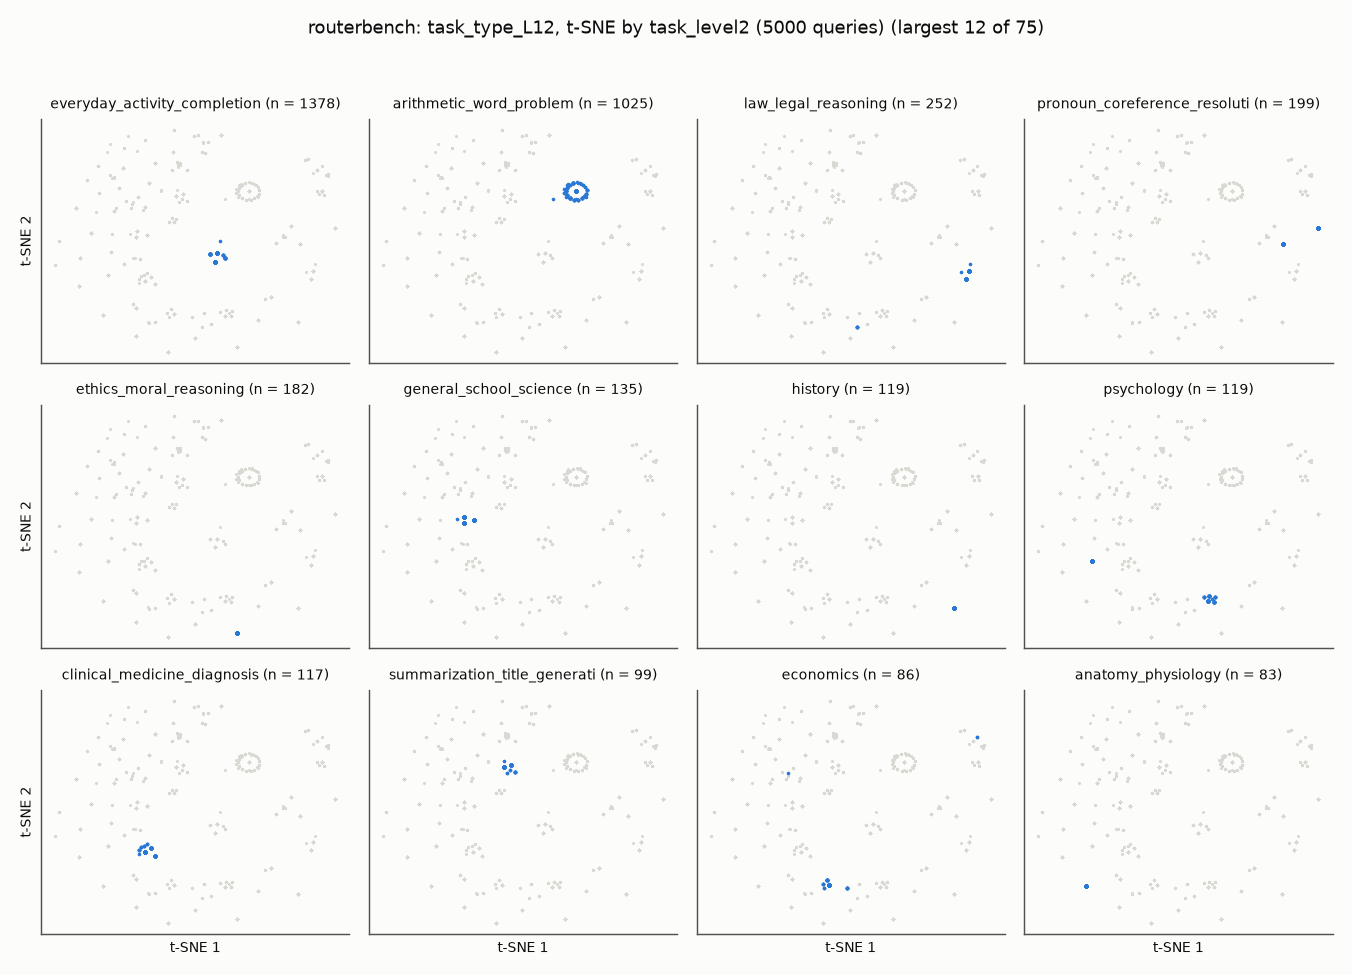 routerbench: task_type_L12, t-SNE by task_level2 (5000 queries) (largest 12 of 75)
everyday_activity_completion (n = 1378)
arithmetic_word_problem (n = 1025)
law_legal_reasoning (n = 252)
pronoun_coreference_resoluti (n = 199)
t-SNE 2
ethics_moral_reasoning (n = 182)
general_school_science (n = 135)
history (n = 119)
psychology (n = 119)
t-SNE 2
clinical_medicine_diagnosis (n = 117)
summarization_title_generati (n = 99)
economics (n = 86)
anatomy_physiology (n = 83)
t-SNE 2
t-SNE 1
t-SNE 1
t-SNE 1
t-SNE 1